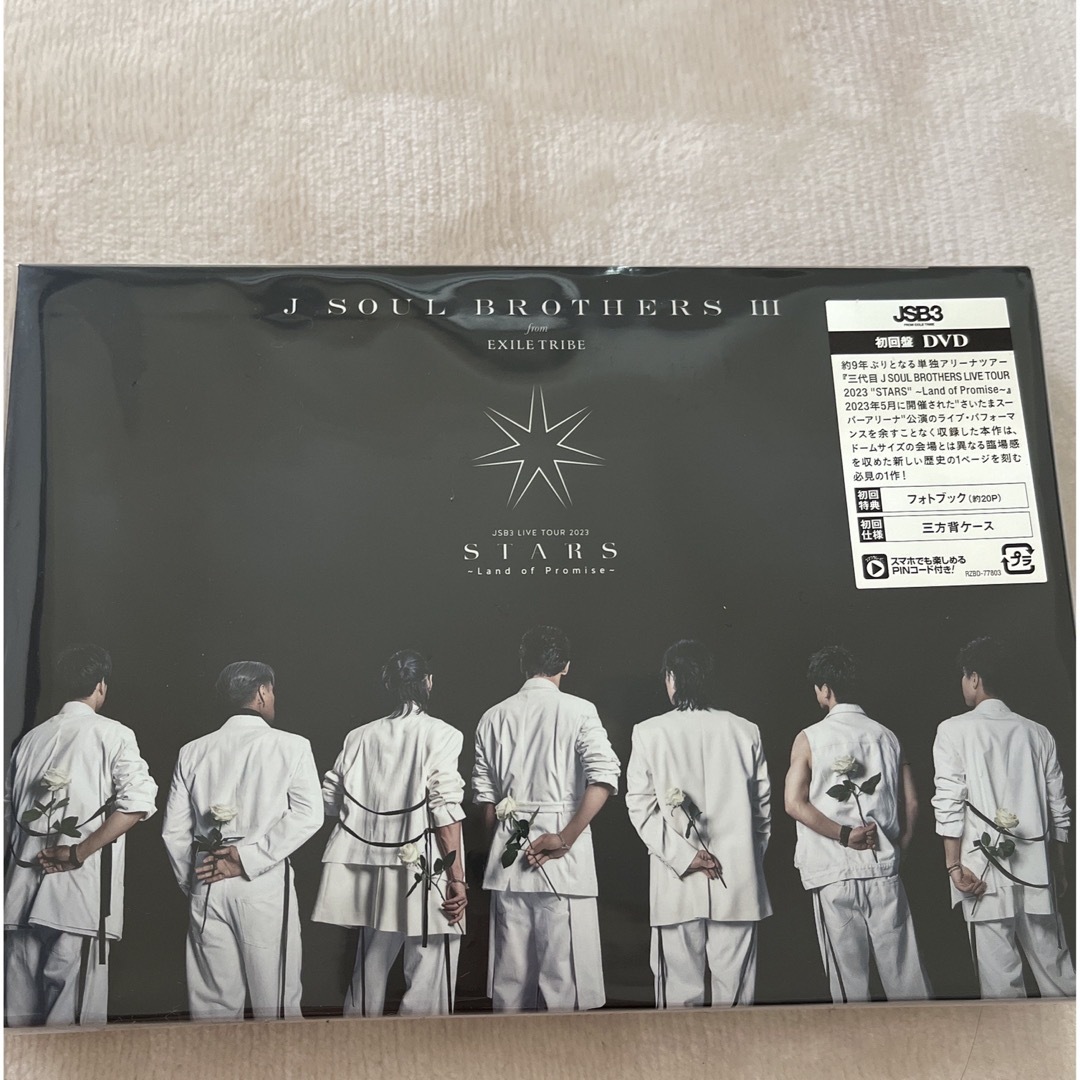 J SOUL BROTHERS III
from
EXILE TRIBE
JSB3 LIVE TOUR 2023
STARS
~Land of Promise~
JSB3
FROM EXILE TRIBE
初回盤 DVD
約9年ぶりとなる単独アリーナツアー
『三代目 J SOUL BROTHERS LIVE TOUR
2023 "STARS" ~Land of Promise~』
2023年5月に開催された"さいたまスー
パーアリーナ"公演のライブ・パフォーマ
ンスを余すことなく収録した本作は、
ドームサイズの会場とは異なる臨場感
を収めた新しい歴史の1ページを刻む
必見の1作！
初回特典 フォトブック（約20P）
初回仕様 三方背ケース
スマホでも楽しめる
PINコード付き!
RZBD-77803
プラ